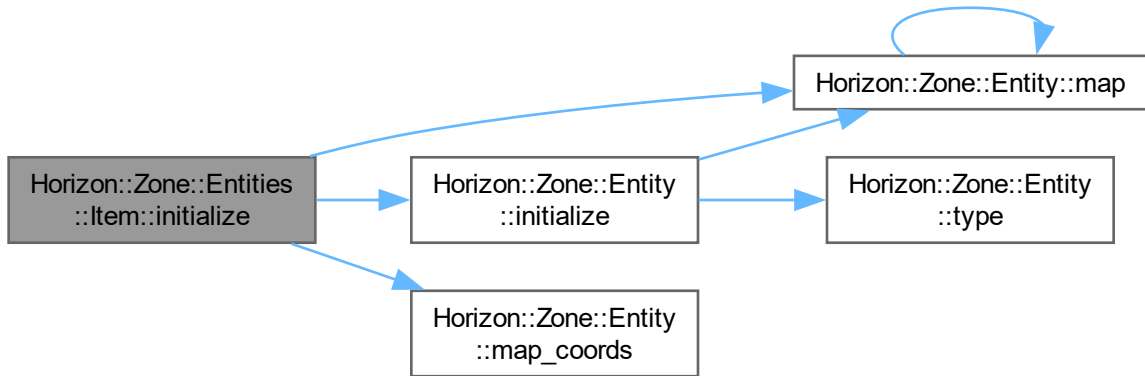 Horizon::Zone::Entities
::Item::initialize
Horizon::Zone::Entity::map
Horizon::Zone::Entity
::initialize
Horizon::Zone::Entity
::type
Horizon::Zone::Entity
::map_coords